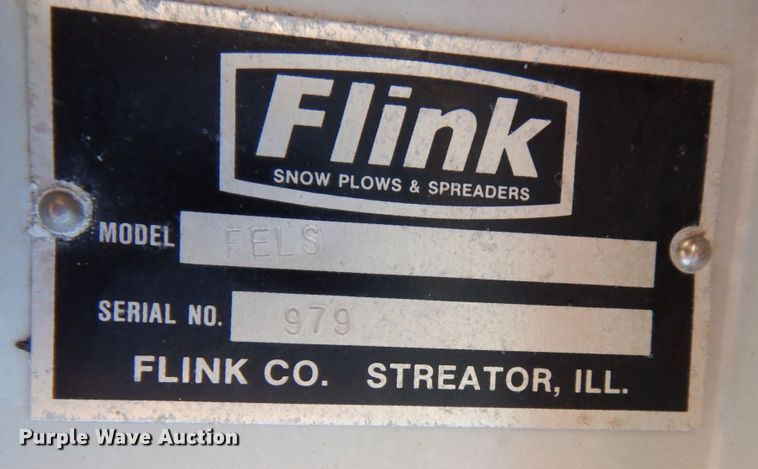 Flink
SNOW PLOWS & SPREADERS
MODEL FELS
SERIAL NO. 979
FLINK CO. STREATOR, ILL.
Purple Wave Auction